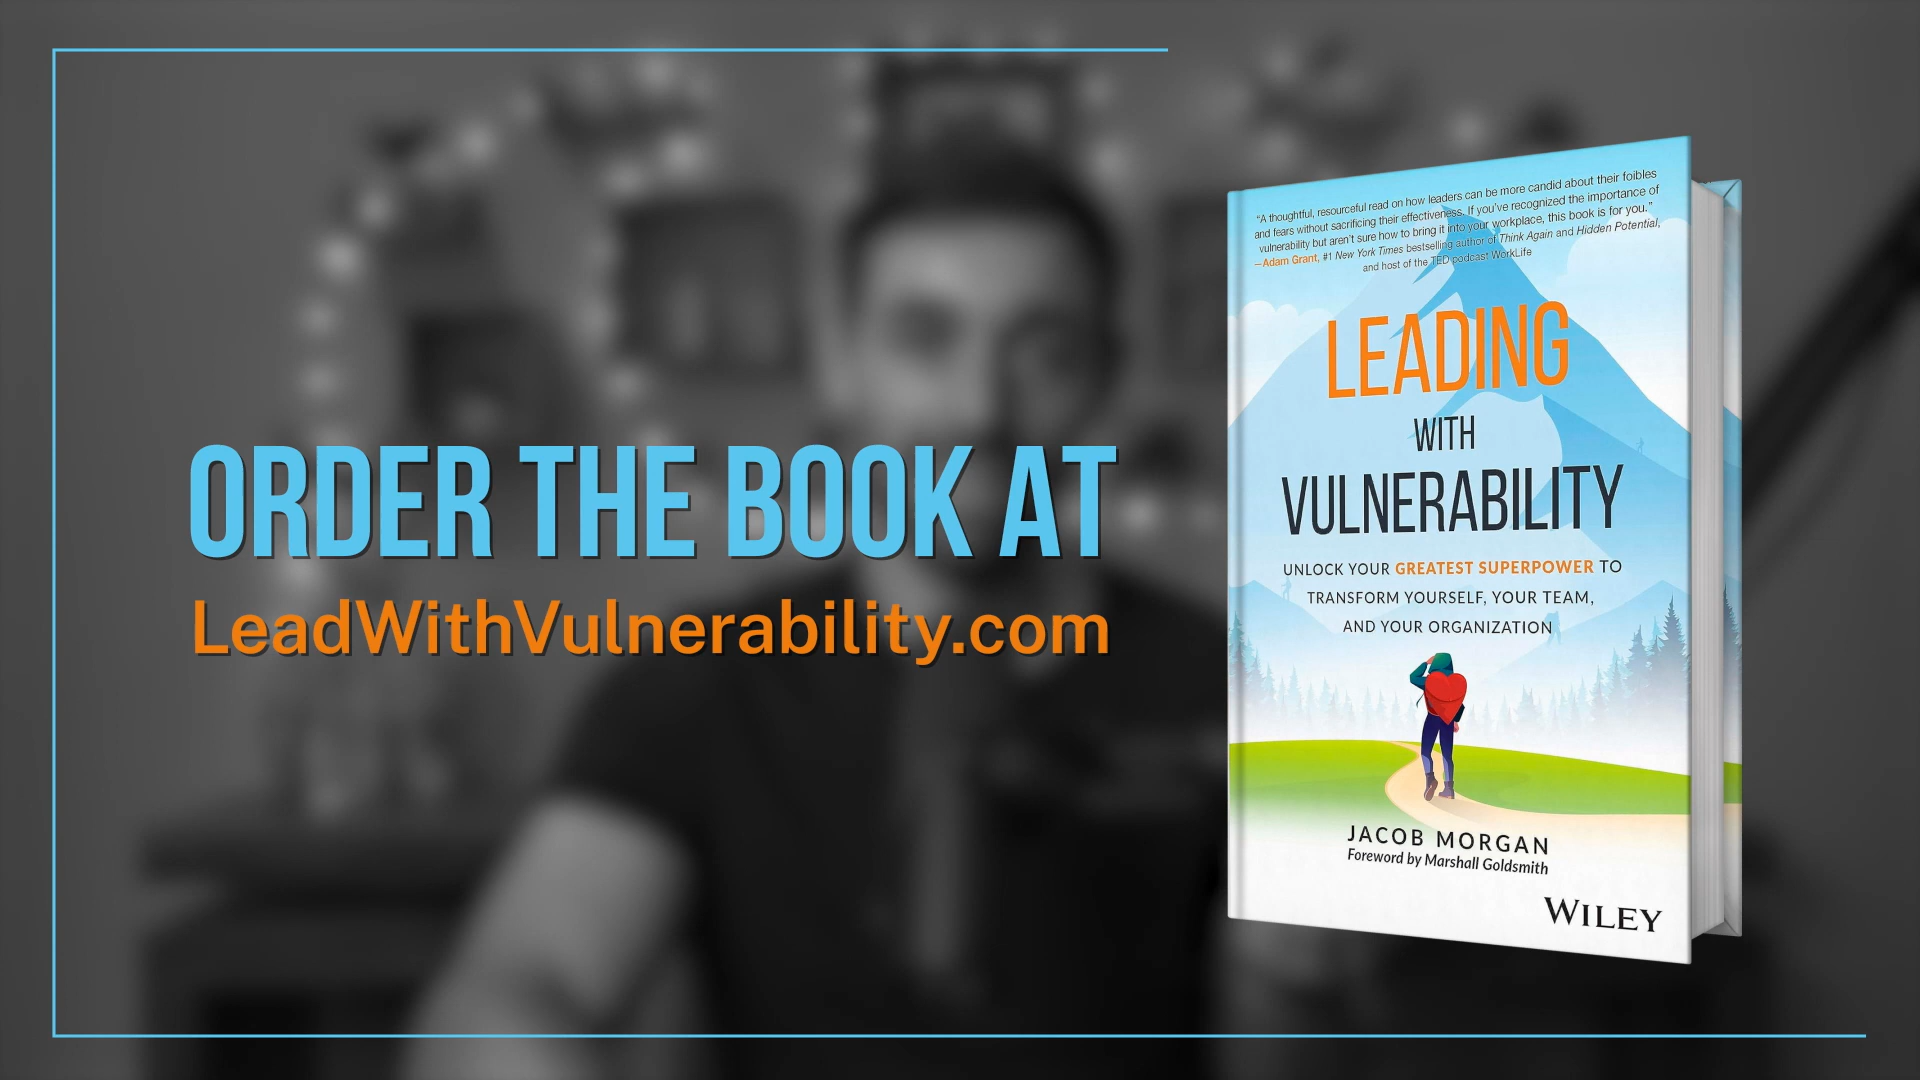 ORDER THE BOOK AT
LeadWithVulnerability.com
“A thoughtful, resourceful read on how leaders can be more candid about their foibles
and fears without sacrificing their effectiveness. If you’ve recognized the importance of
vulnerability but aren’t sure how to bring it into your workplace, this book is for you.”
—Adam Grant, #1 New York Times bestselling author of Think Again and Hidden Potential,
and host of the TED podcast WorkLife
LEADING
WITH
VULNERABILITY
UNLOCK YOUR GREATEST SUPERPOWER TO
TRANSFORM YOURSELF, YOUR TEAM,
AND YOUR ORGANIZATION
JACOB MORGAN
Foreword by Marshall Goldsmith
WILEY